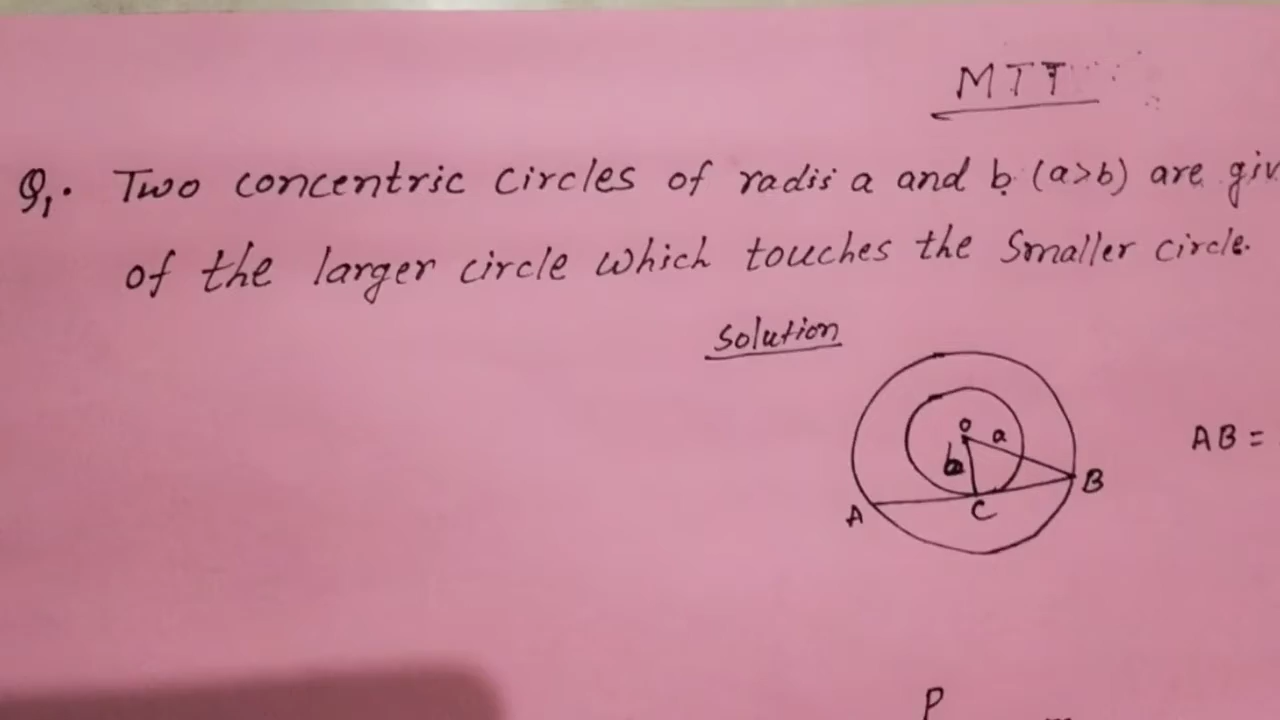 MTT
Q1. Two concentric circles of radii a and b (a>b) are giv
of the larger circle which touches the smaller circle.
Solution
O a
b
B
A C
AB =
P